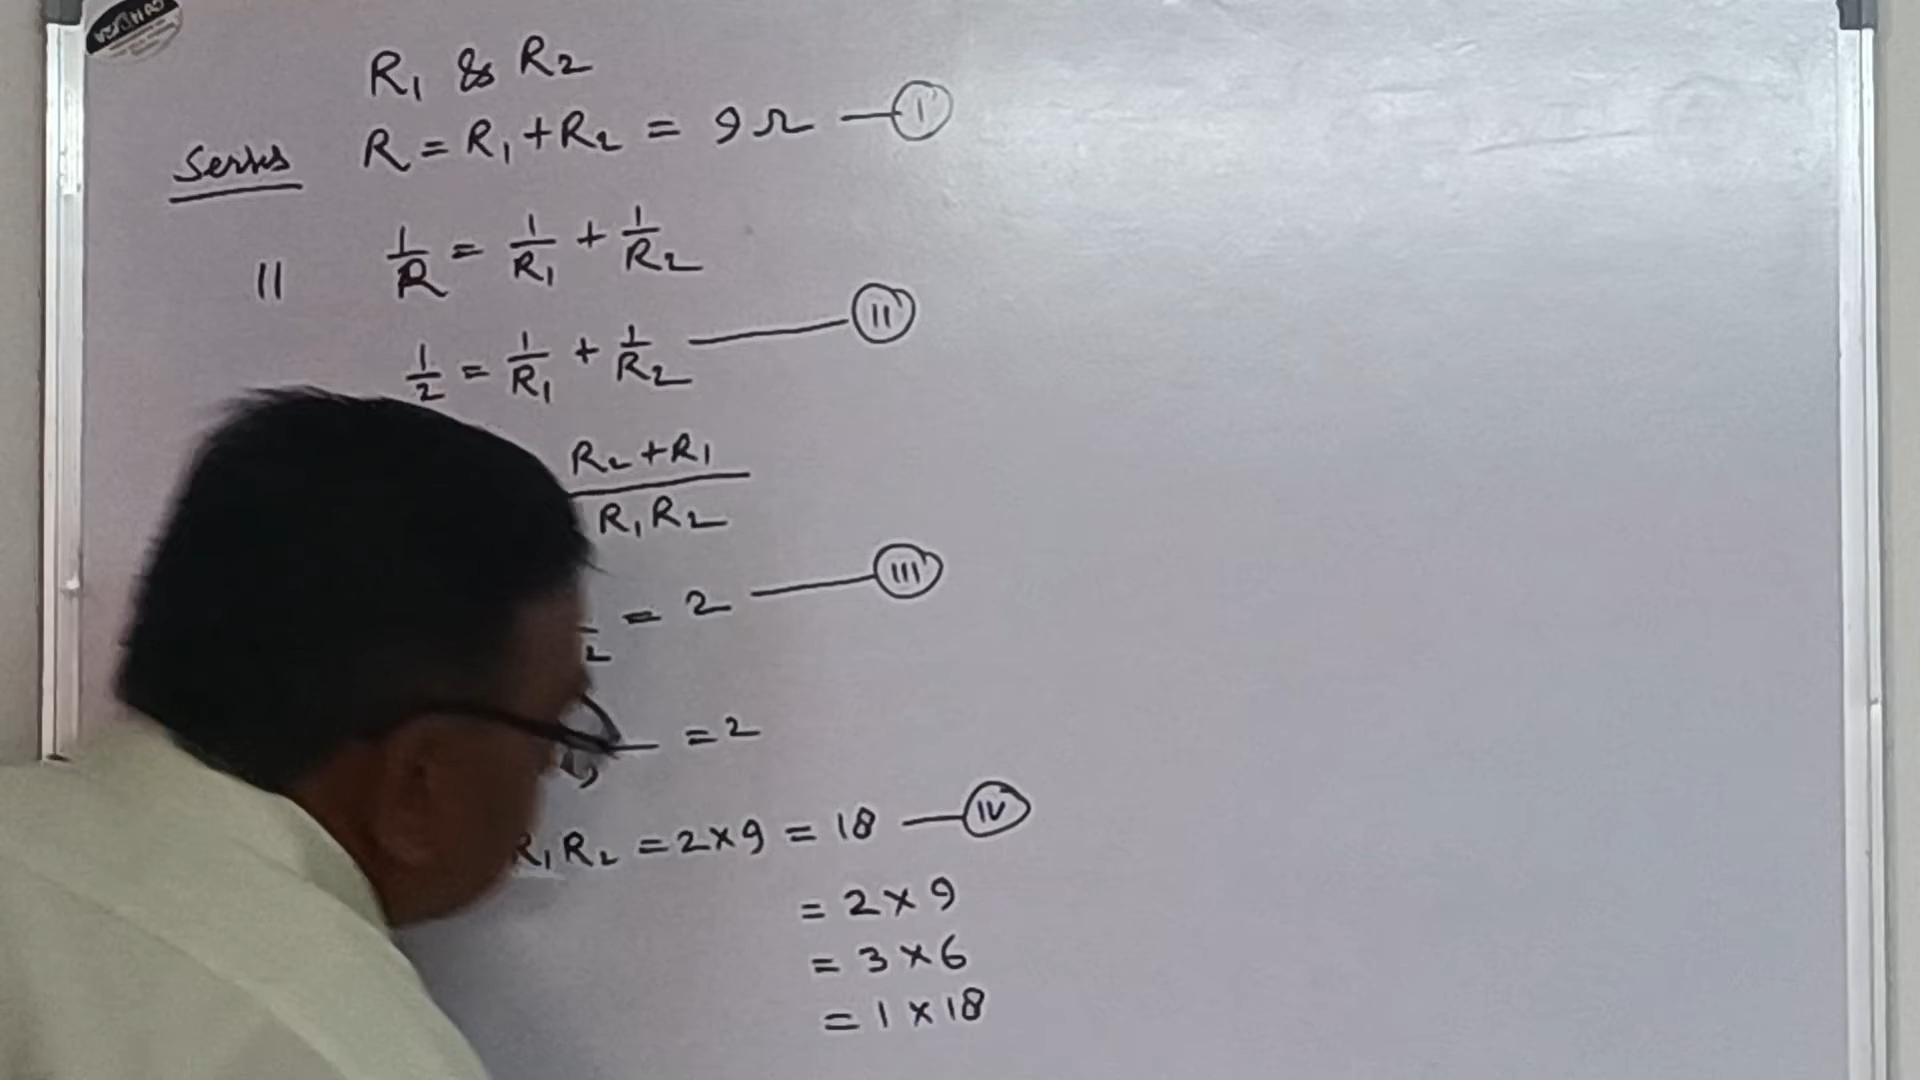 R₁ & R₂
Series R = R₁ + R₂ = 9Ω — I
|| 1/R = 1/R₁ + 1/R₂
1/2 = 1/R₁ + 1/R₂ — II
R₂ + R₁
R₁R₂
2 = 2 — III
= 2
R₁R₂ = 2×9 = 18 — IV
= 2 × 9
= 3 × 6
= 1 × 18